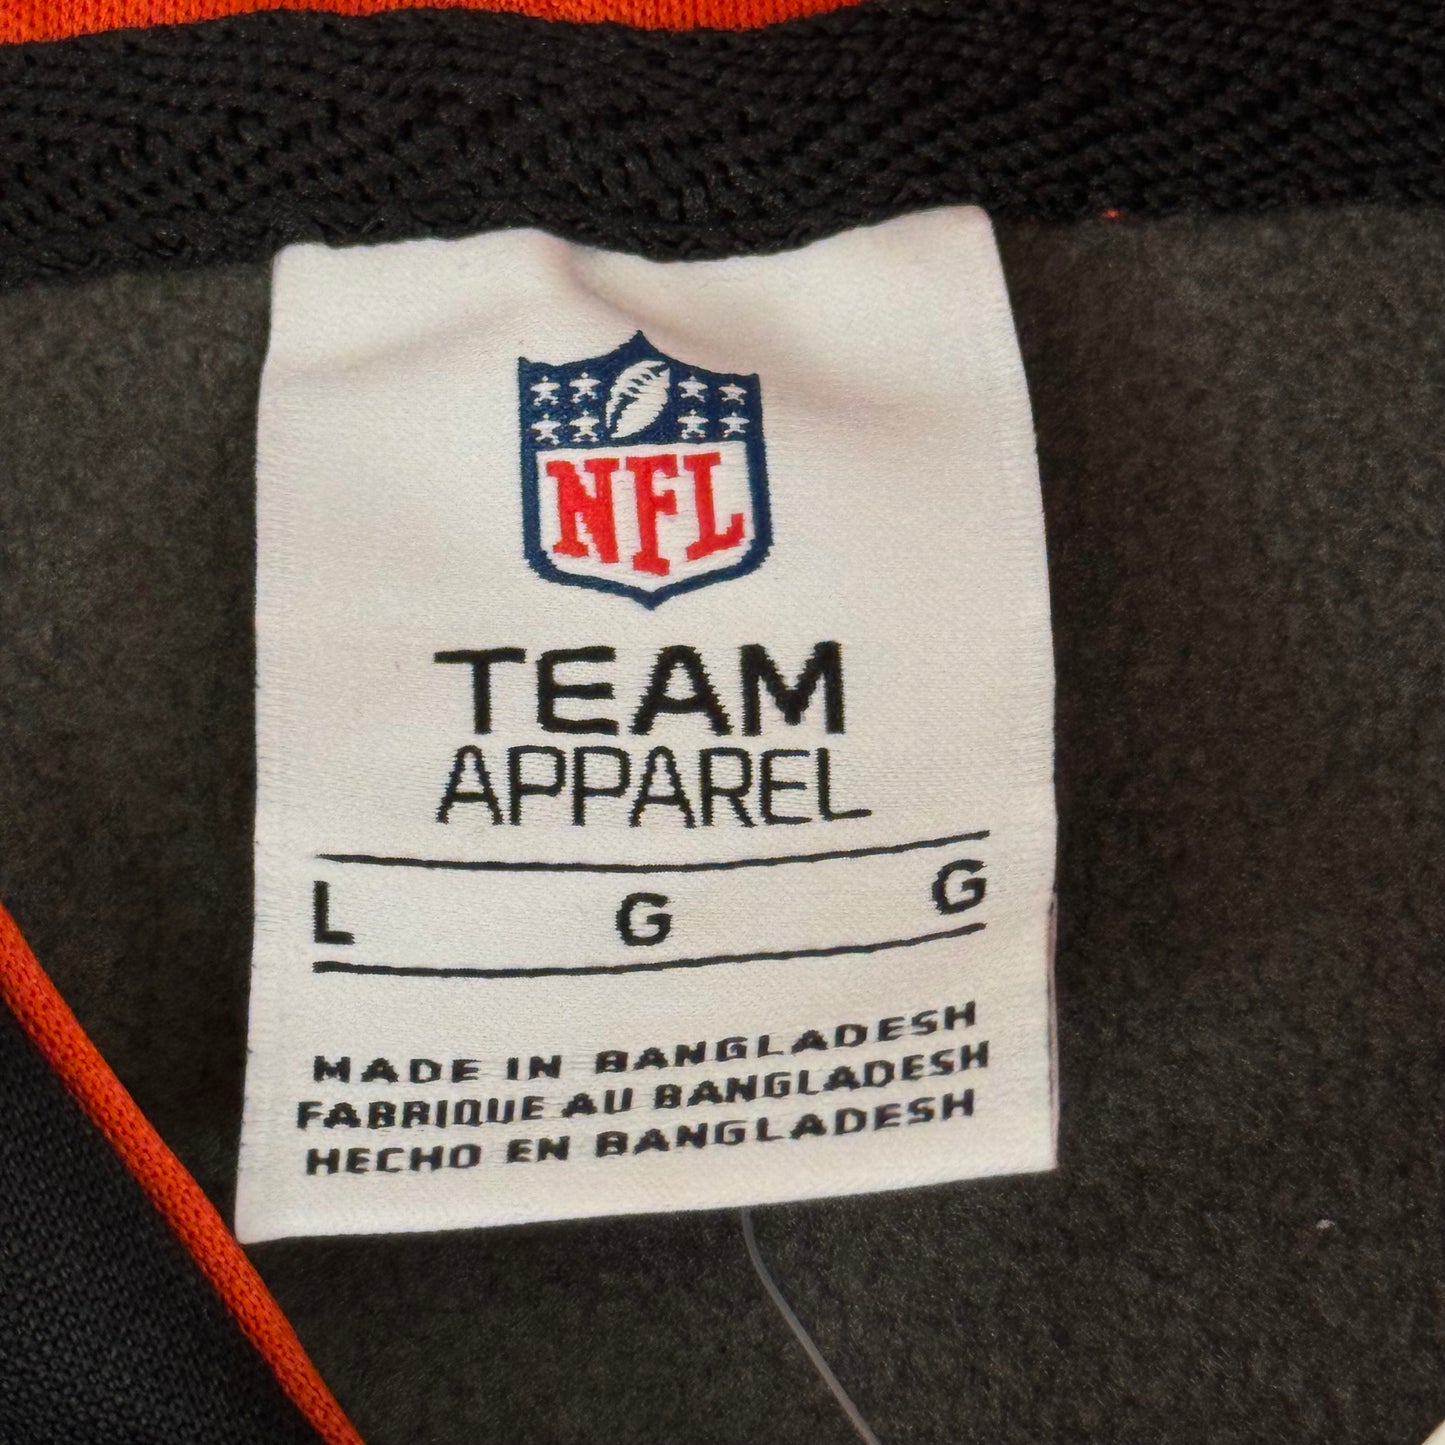 NFL
TEAM
APPAREL
L G G
MADE IN BANGLADESH
FABRIQUE AU BANGLADESH
HECHO EN BANGLADESH